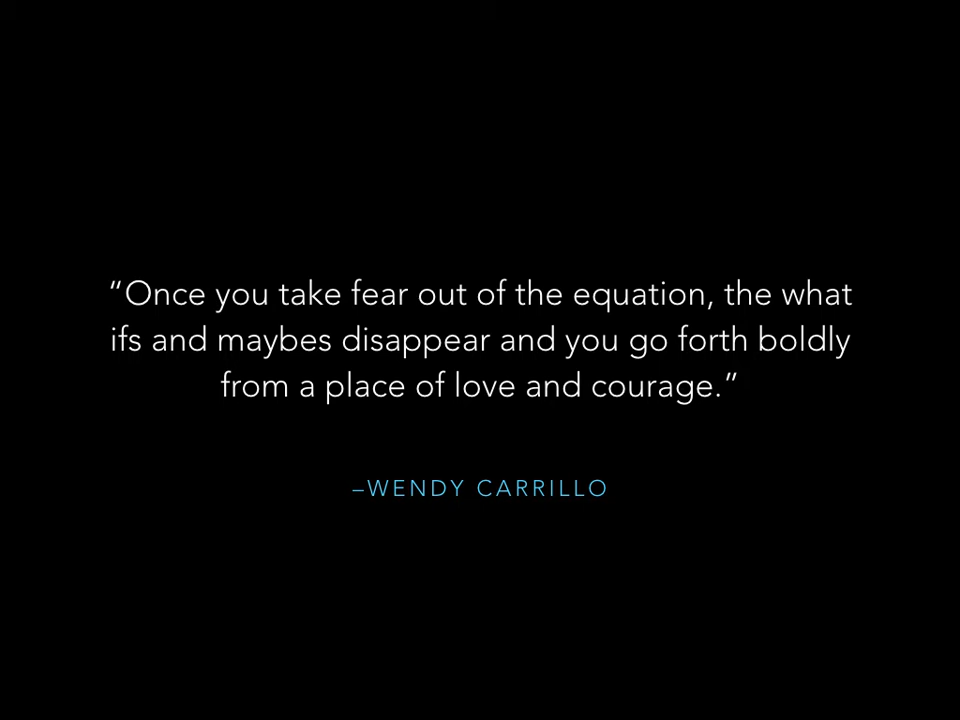 “Once you take fear out of the equation, the what
ifs and maybes disappear and you go forth boldly
from a place of love and courage.”
–WENDY CARRILLO